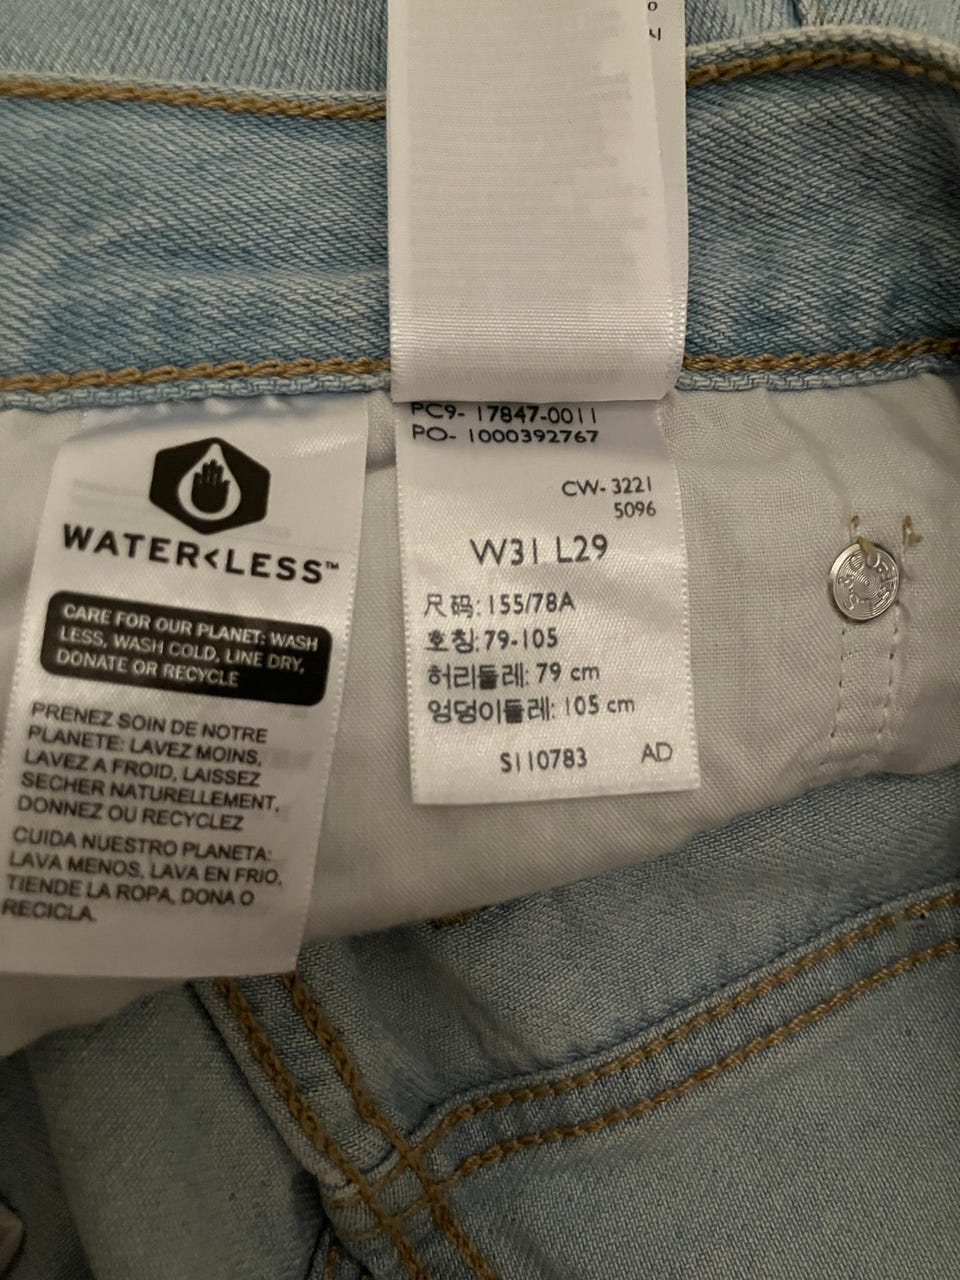 WATER<LESS™
CARE FOR OUR PLANET: WASH
LESS, WASH COLD, LINE DRY,
DONATE OR RECYCLE
PRENEZ SOIN DE NOTRE
PLANETE: LAVEZ MOINS,
LAVEZ A FROID, LAISSEZ
SECHER NATURELLEMENT,
DONNEZ OU RECYCLEZ
CUIDA NUESTRO PLANETA:
LAVA MENOS, LAVA EN FRIO,
TIENDE LA ROPA, DONA O
RECICLA.
PC9- 17847-0011
PO- 1000392767
CW- 3221
5096
W31 L29
尺码: 155/78A
호칭: 79-105
허리둘레: 79 cm
엉덩이둘레: 105 cm
S110783 AD